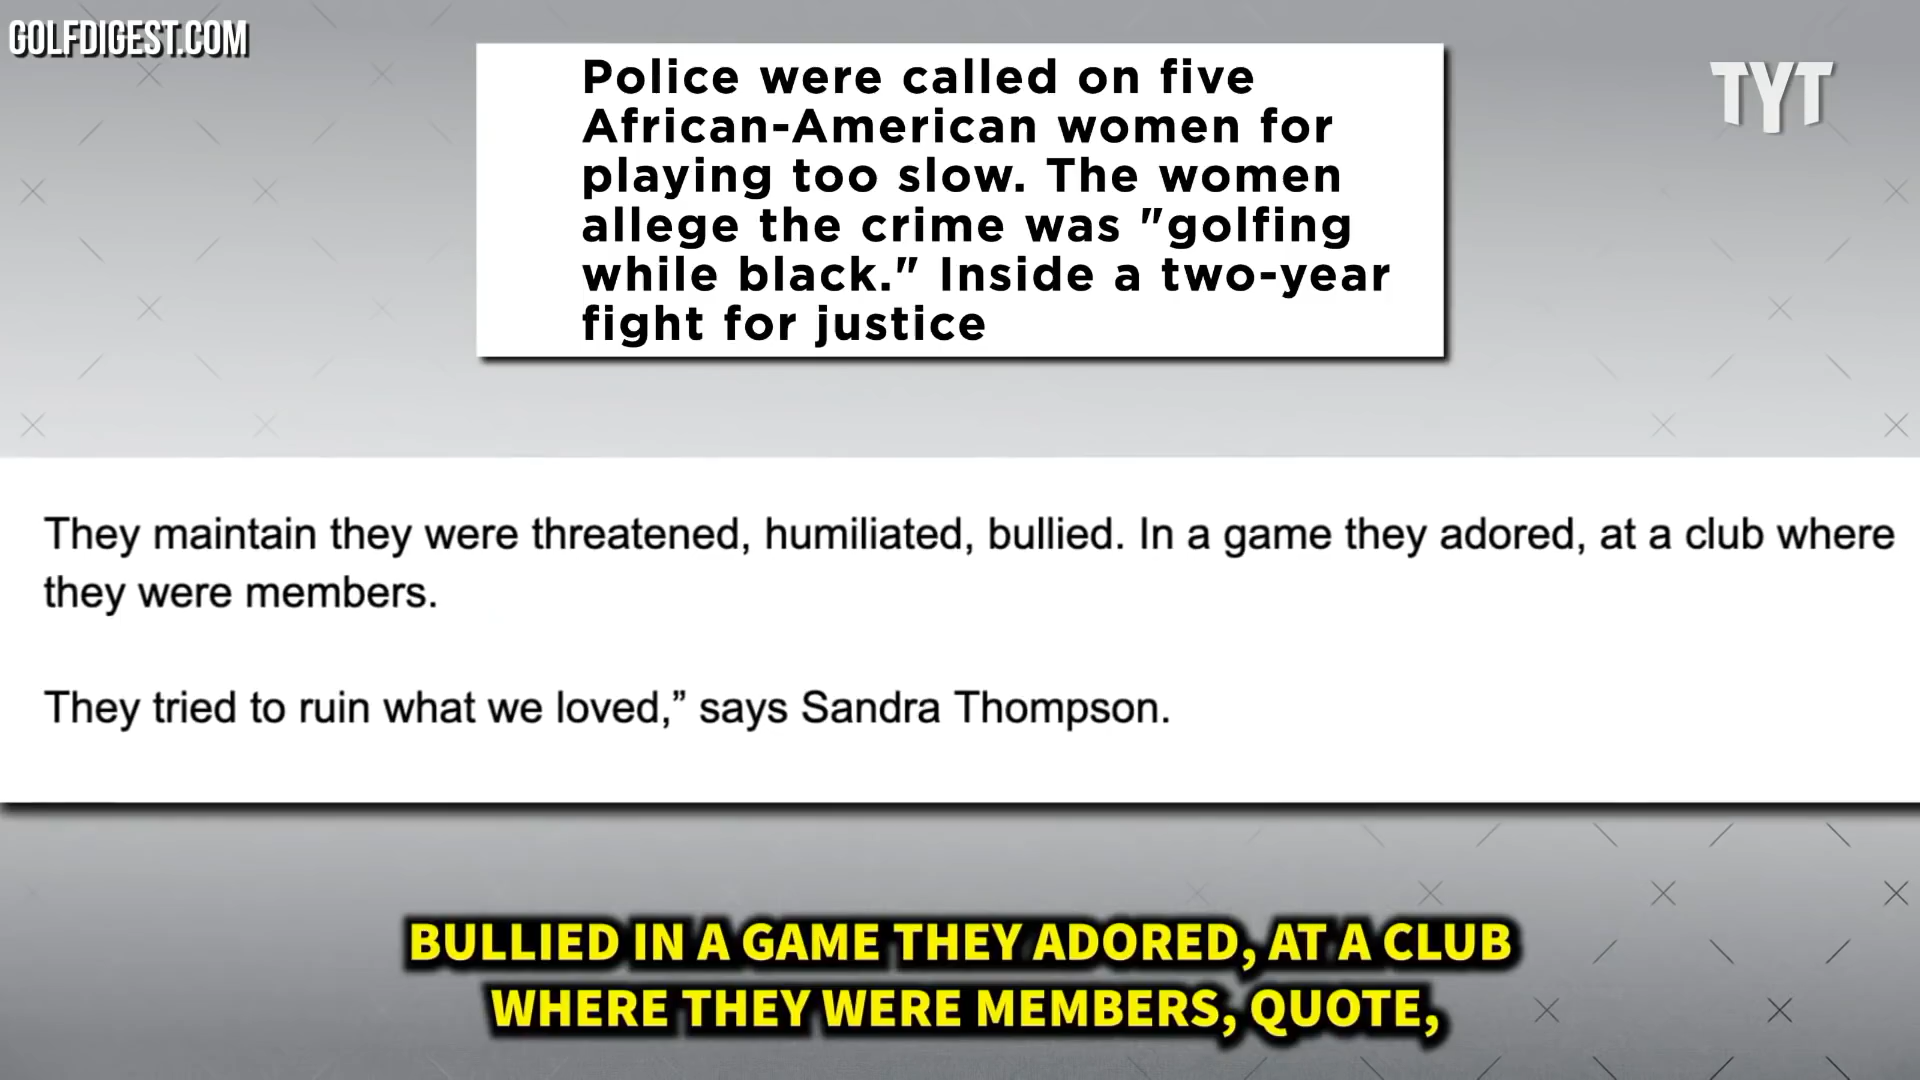 GOLFDIGEST.COM
TYT
Police were called on five
African-American women for
playing too slow. The women
allege the crime was "golfing
while black." Inside a two-year
fight for justice
They maintain they were threatened, humiliated, bullied. In a game they adored, at a club where
they were members.
They tried to ruin what we loved,” says Sandra Thompson.
BULLIED IN A GAME THEY ADORED, AT A CLUB
WHERE THEY WERE MEMBERS, QUOTE,